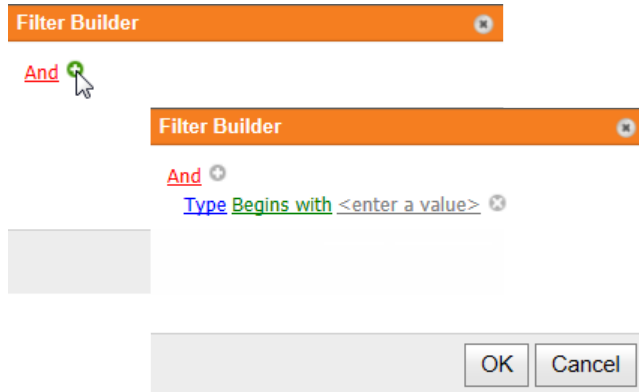 Filter Builder
And
Filter Builder
And
Type Begins with <enter a value>
OK Cancel